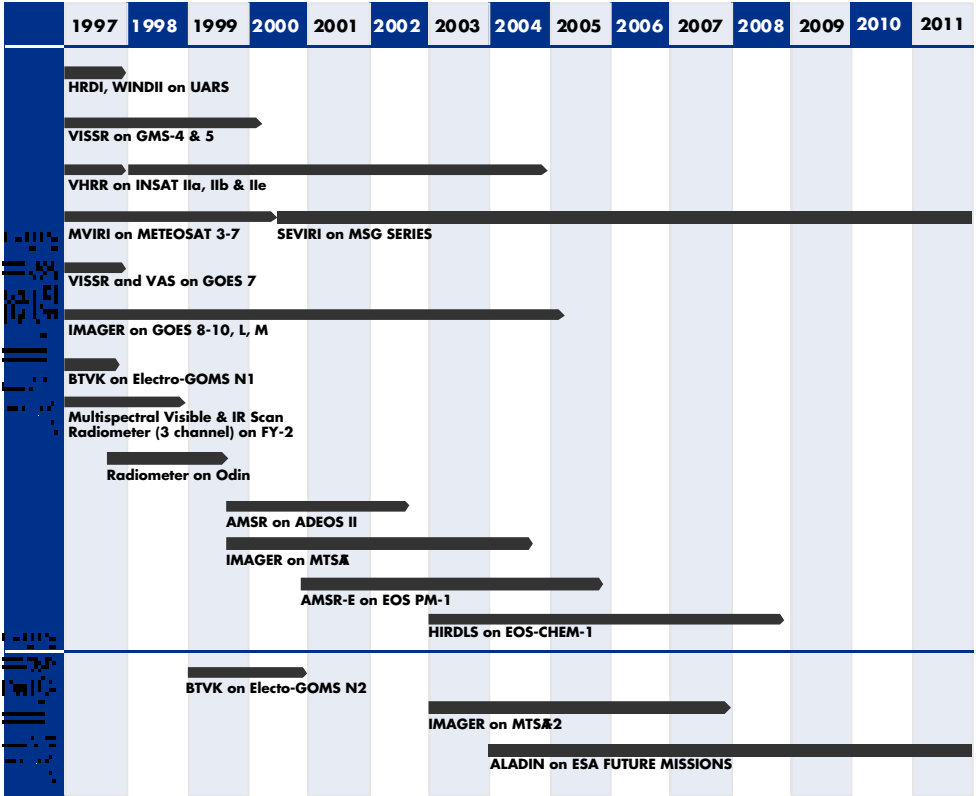 1997 1998 1999 2000 2001 2002 2003 2004 2005 2006 2007 2008 2009 2010 2011
HRDI, WINDII on UARS
VISSR on GMS-4 & 5
VHRR on INSAT IIa, IIb & IIe
MVIRI on METEOSAT 3-7 SEVIRI on MSG SERIES
VISSR and VAS on GOES 7
IMAGER on GOES 8-10, L, M
BTVK on Electro-GOMS N1
Multispectral Visible & IR Scan
Radiometer (3 channel) on FY-2
Radiometer on Odin
AMSR on ADEOS II
IMAGER on
AMSR-E on EOS PM-1
HIRDLS on EOS-CHEM-1
BTVK on Electo-GOMS N2
IMAGER on
ALADIN on ESA FUTURE MISSIONS